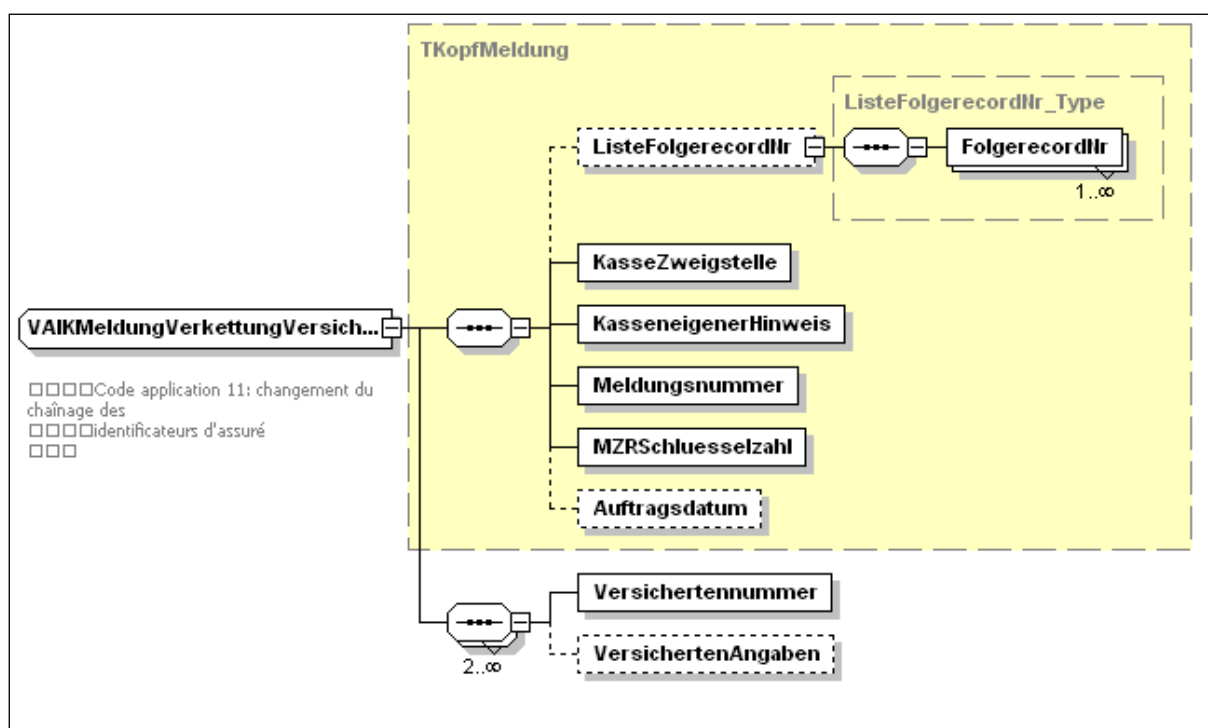 TKopfMeldung
ListeFolgerecordNr_Type
ListeFolgerecordNr
FolgerecordNr
1..∞
KasseZweigstelle
KasseneigenerHinweis
VAIKMeldungVerkettungVersich...
Meldungsnummer
□□□□Code application 11: changement du
chaînage des
□□□□identificateurs d'assuré
□□□
MZRSchluesselzahl
Auftragsdatum
Versichertennummer
2..∞
VersichertenAngaben